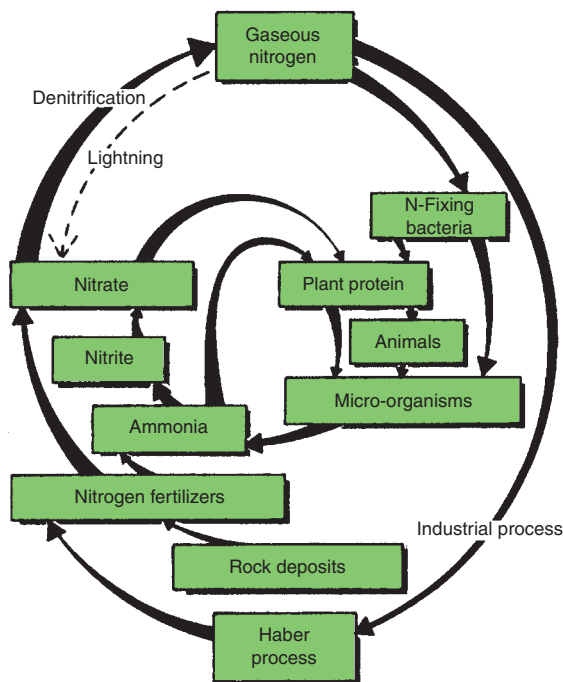 Gaseous
nitrogen
Denitrification
Lightning
N-Fixing
bacteria
Nitrate
Plant protein
Nitrite
Animals
Ammonia
Micro-organisms
Nitrogen fertilizers
Industrial process
Rock deposits
Haber
process